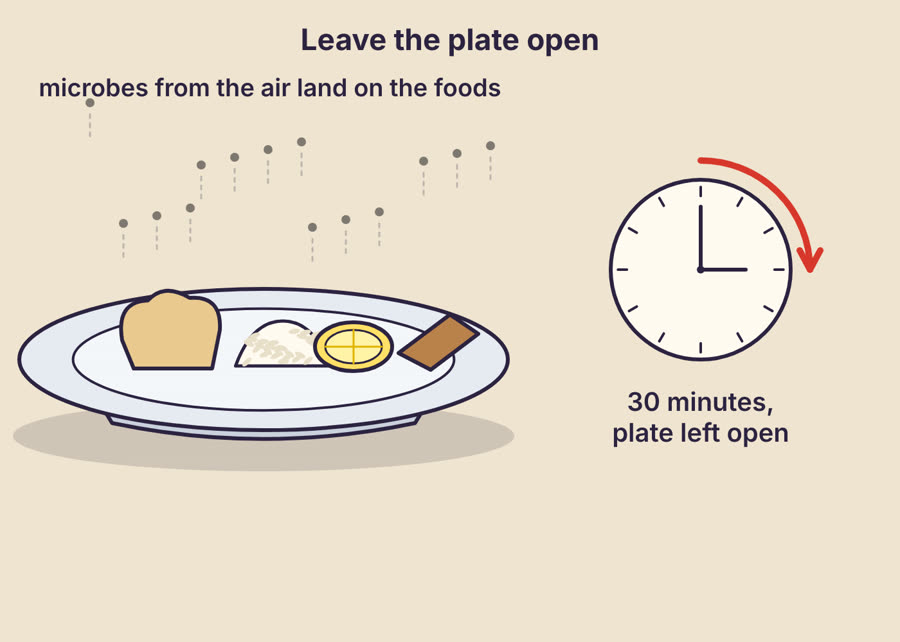 Leave the plate open
microbes from the air land on the foods
30 minutes,
plate left open